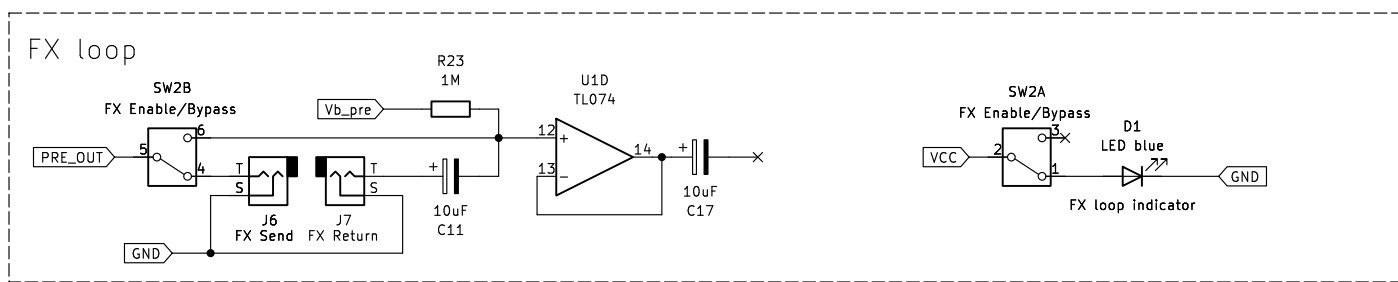 FX loop
SW2B
FX Enable/Bypass
R23
1M
Vb_pre
U1D
TL074
SW2A
FX Enable/Bypass
D1
LED blue
6
12
+
3
PRE_OUT
5
14
+
VCC
2
4
T
T
+
13
-
1
GND
S
S
10uF
C11
10uF
C17
J6
FX Send
J7
FX Return
FX loop indicator
GND